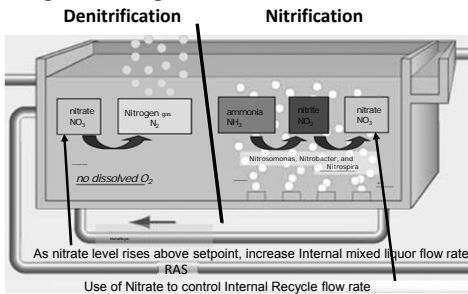 Denitrification Nitrification
nitrate
NO3
Nitrogen gas
N2
ammonia
NH3
nitrite
NO2
nitrate
NO3
Nitrosomonas, Nitrobacter, and
Nitrospira
no dissolved O2
As nitrate level rises above setpoint, increase Internal mixed liquor flow rate
RAS
Use of Nitrate to control Internal Recycle flow rate